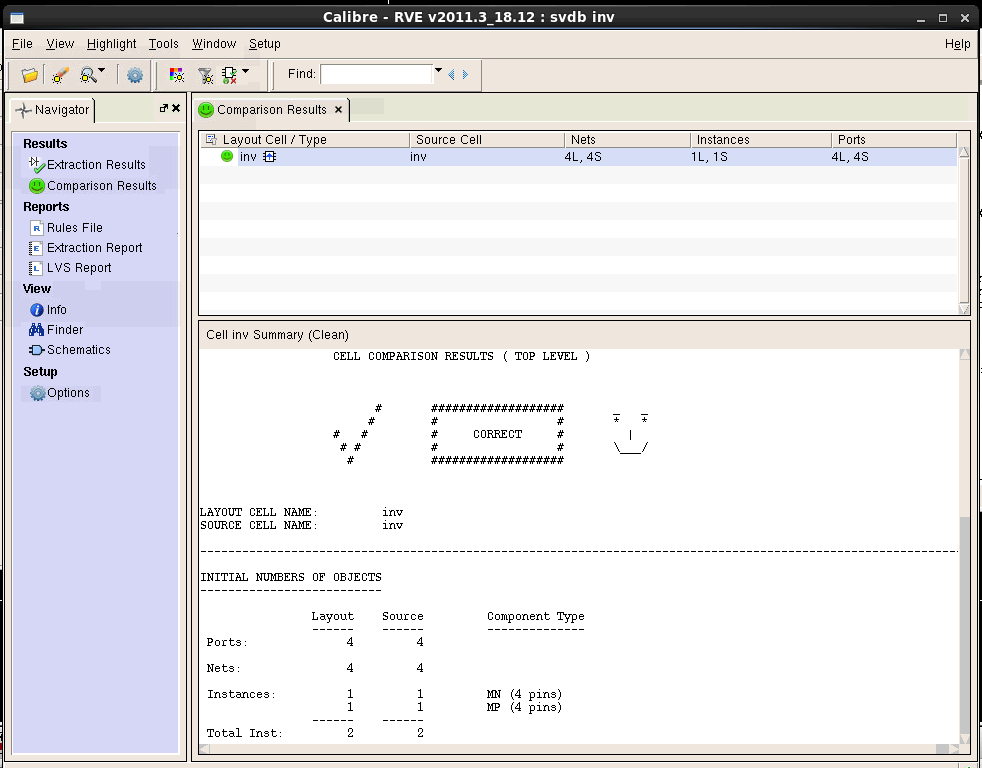 Calibre - RVE v2011.3_18.12 : svdb inv
File View Highlight Tools Window Setup Help
Find:
Navigator
Results
Extraction Results
Comparison Results
Reports
R Rules File
E Extraction Report
L LVS Report
View
i Info
Finder
Schematics
Setup
Options
Comparison Results
Layout Cell / Type Source Cell Nets Instances Ports
inv inv 4L, 4S 1L, 1S 4L, 4S
Cell inv Summary (Clean)
CELL COMPARISON RESULTS ( TOP LEVEL )
# ################### _ _
# # # * *
# # # CORRECT # |
# # # # \___/
# ###################
LAYOUT CELL NAME: inv
SOURCE CELL NAME: inv
INITIAL NUMBERS OF OBJECTS
--------------------------
Layout Source Component Type
------ ------ --------------
Ports: 4 4
Nets: 4 4
Instances: 1 1 MN (4 pins)
1 1 MP (4 pins)
------ ------
Total Inst: 2 2